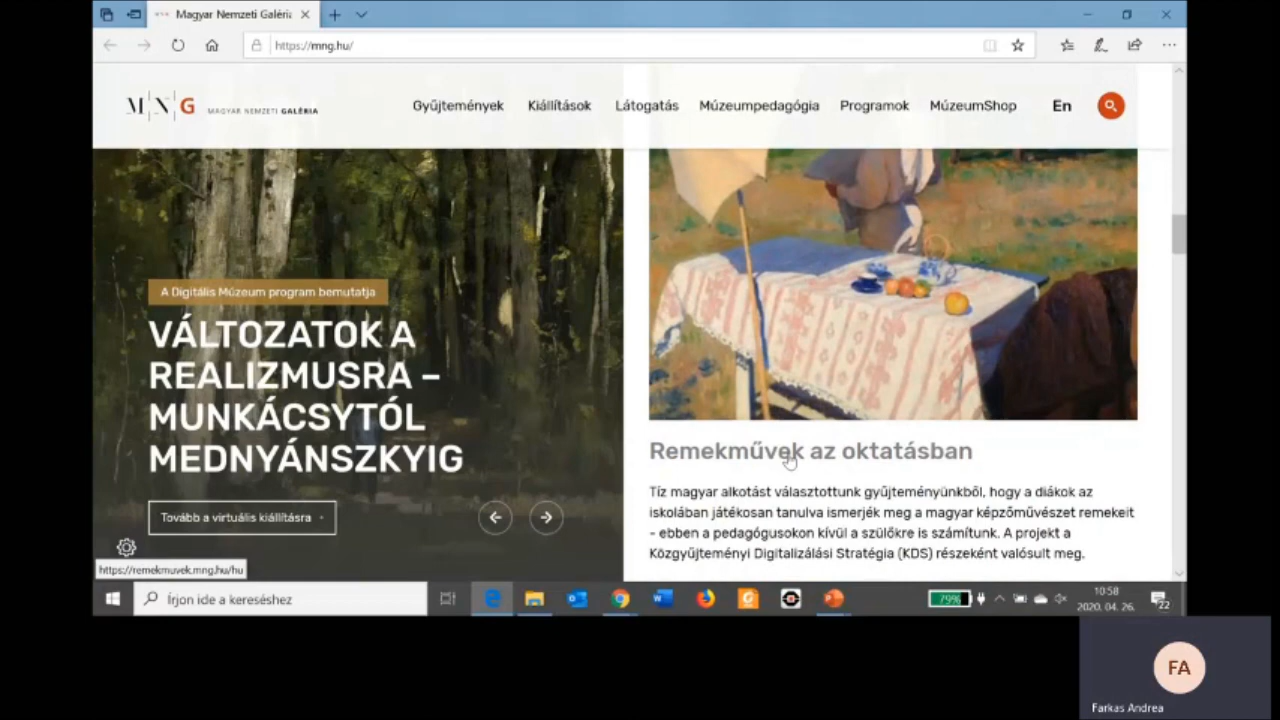 Magyar Nemzeti Galéria
https://mng.hu/
MNG MAGYAR NEMZETI GALÉRIA
Gyűjtemények Kiállítások Látogatás Múzeumpedagógia Programok MúzeumShop En
A Digitális Múzeum program bemutatja
VÁLTOZATOK A
REALIZMUSRA –
MUNKÁCSYTÓL
MEDNYÁNSZKYIG
Tovább a virtuális kiállításra
https://remekmuvek.mng.hu/hu
Remekművek az oktatásban
Tíz magyar alkotást választottunk gyűjteményünkből, hogy a diákok az
iskolában játékosan tanulva ismerjék meg a magyar képzőművészet remekeit
- ebben a pedagógusokon kívül a szülőkre is számítunk. A projekt a
Közgyűjteményi Digitalizálási Stratégia (KDS) részeként valósult meg.
Írjon ide a kereséshez
79%
10:58
2020. 04. 26.
22
FA
Farkas Andrea